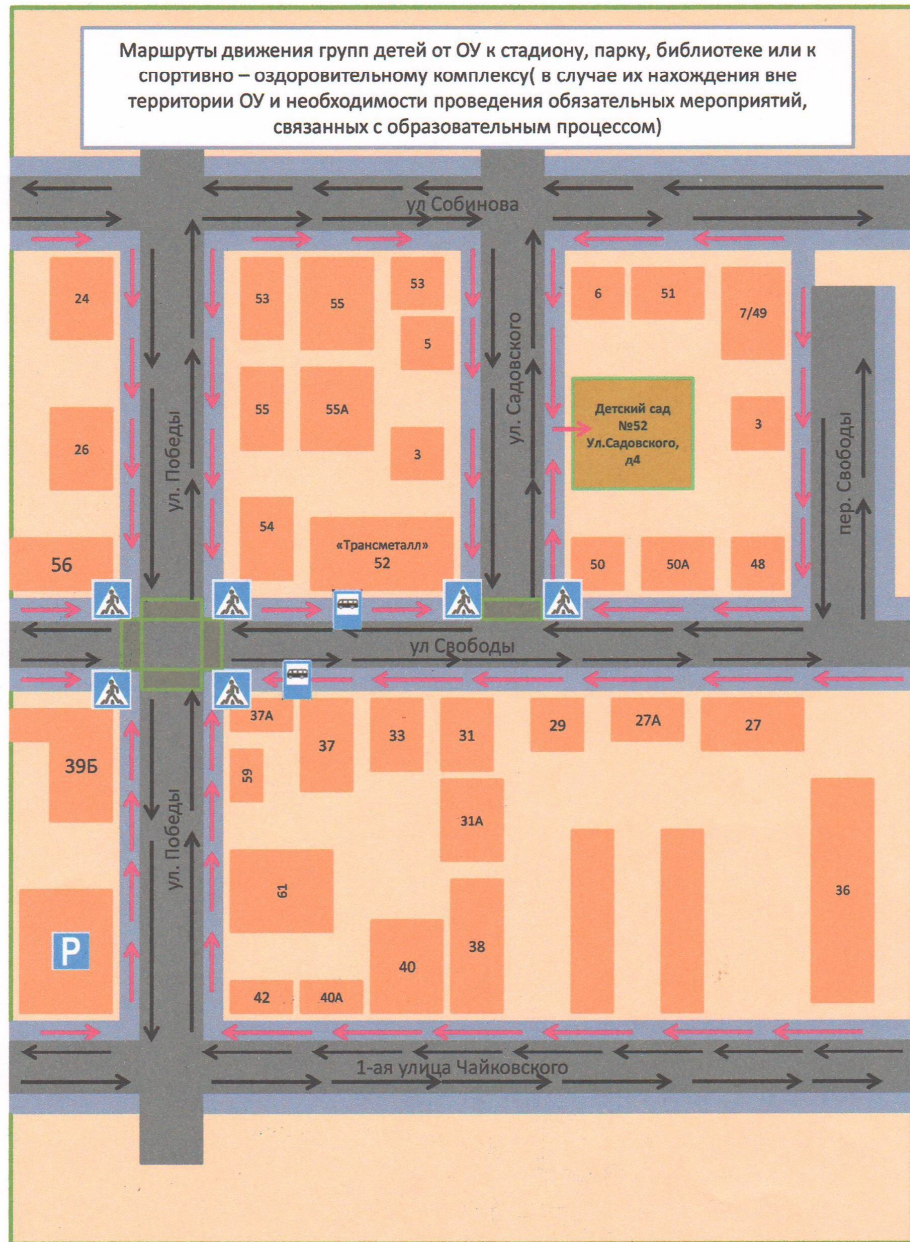 Маршруты движения групп детей от ОУ к стадиону, парку, библиотеке или к
спортивно – оздоровительному комплексу( в случае их нахождения вне
территории ОУ и необходимости проведения обязательных мероприятий,
связанных с образовательным процессом)
ул Собинова
24
53
55
53
6
51
7/49
5
ул. Победы
ул. Садовского
55
55А
Детский сад
№52
Ул.Садовского,
д4
3
26
3
пер. Свободы
54
«Трансметалл»
52
56
50
50А
48
ул Свободы
37А
37
33
31
29
27А
27
39Б
59
31А
ул. Победы
61
36
P
40
38
42
40А
1-ая улица Чайковского